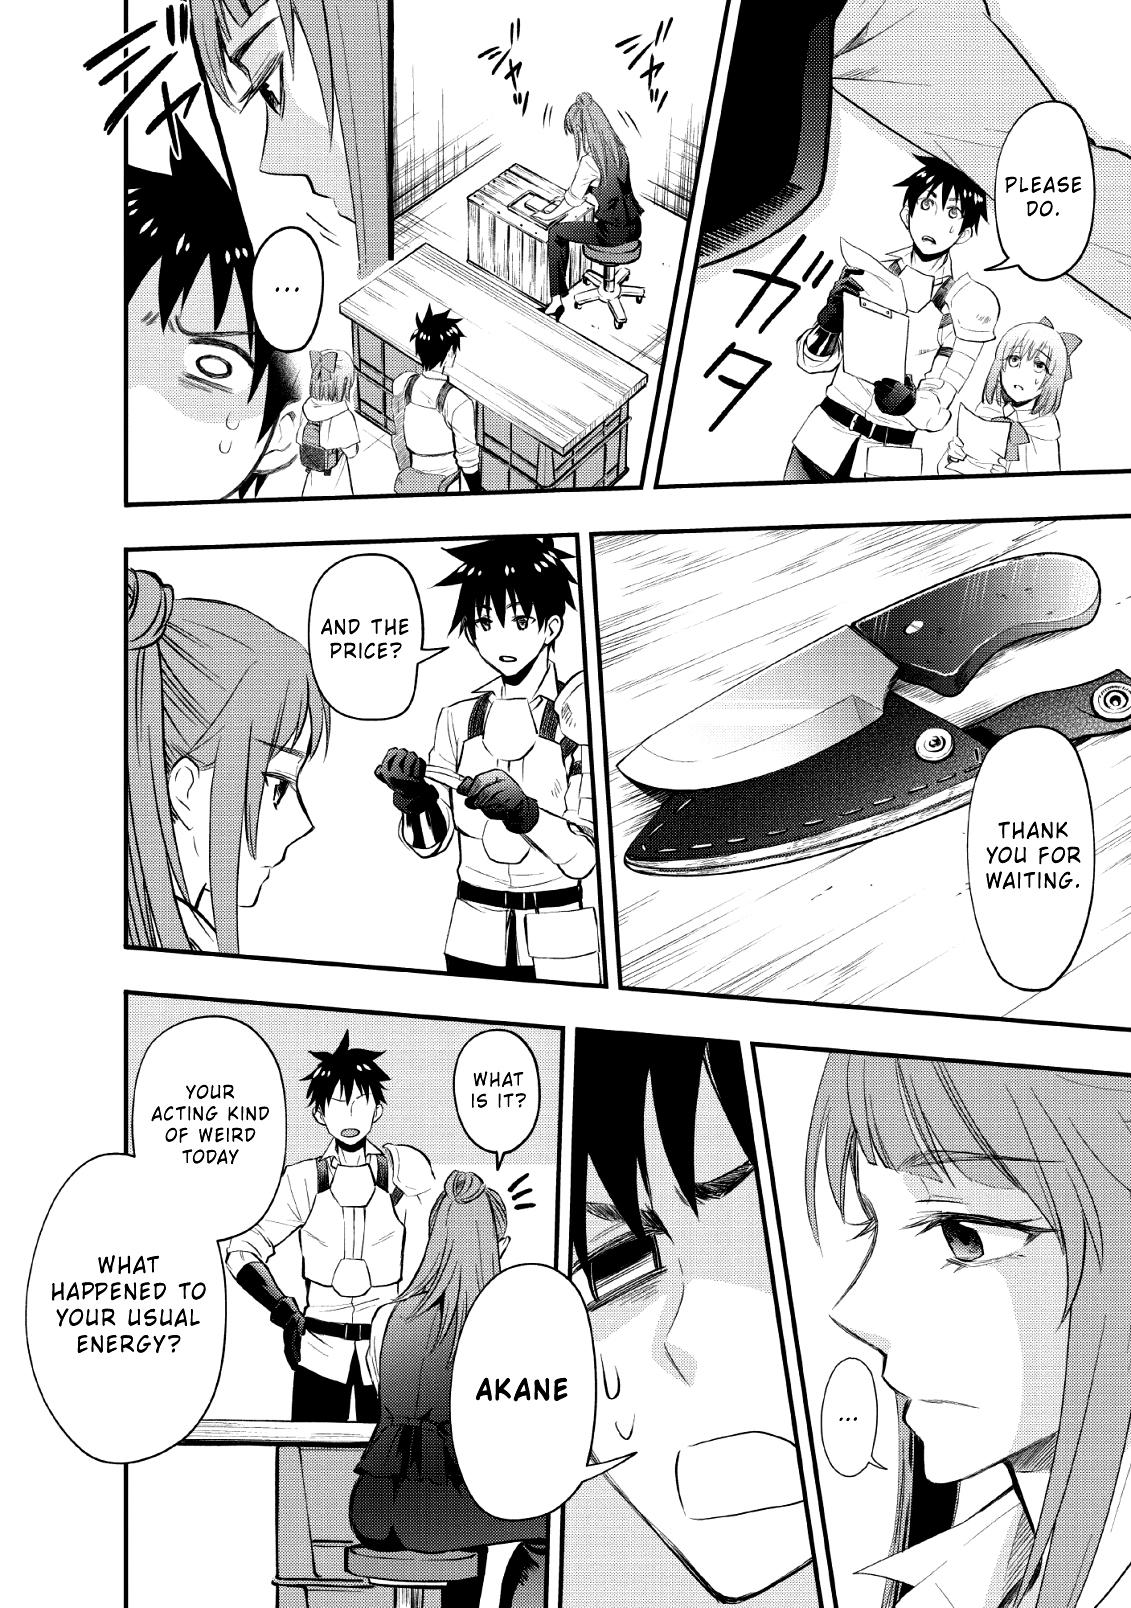 PLEASE
DO.
ガタ
ジャッ
ジャッ
ジャッ
...
THANK
YOU FOR
WAITING.
AND THE
PRICE?
...
AKANE
WHAT
IS IT?
YOUR
ACTING KIND
OF WEIRD
TODAY
WHAT
HAPPENED TO
YOUR USUAL
ENERGY?